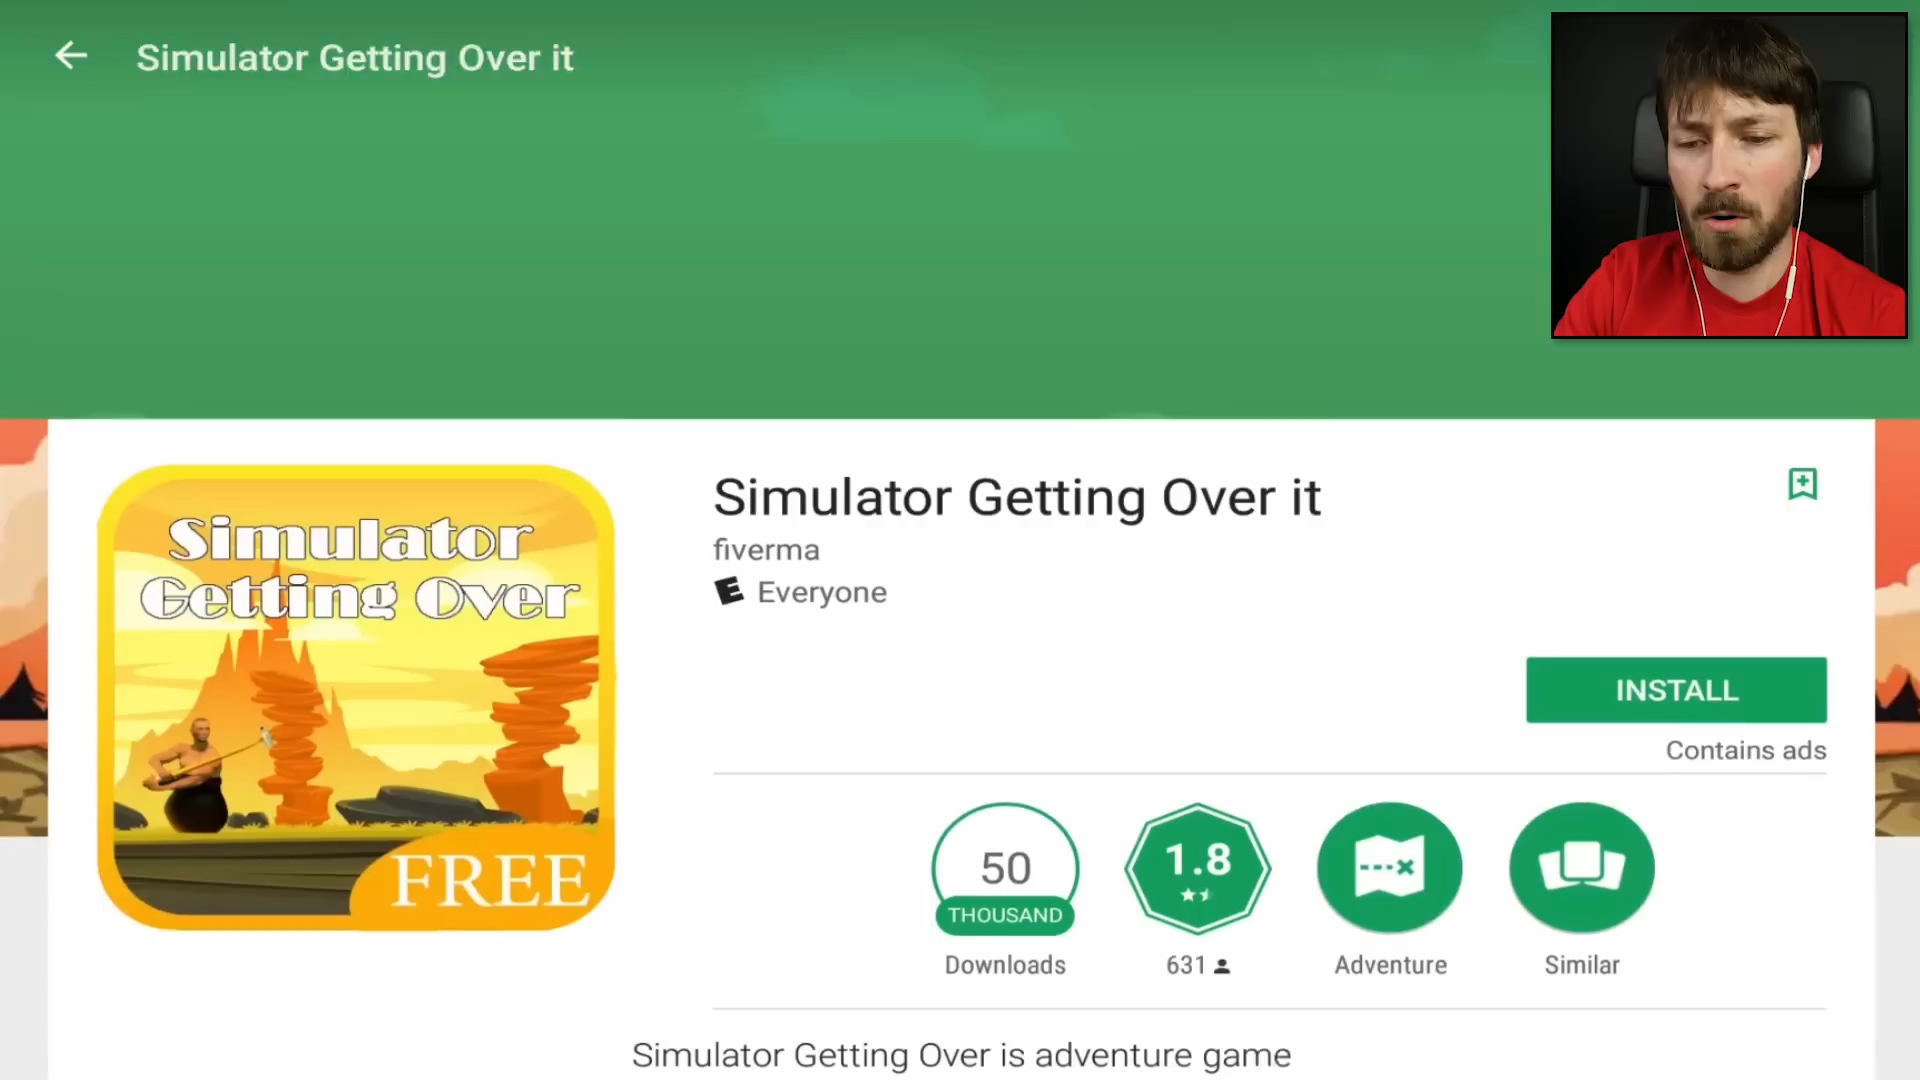 Simulator Getting Over it
Simulator
Getting Over
FREE
Simulator Getting Over it
fiverma
E Everyone
INSTALL
Contains ads
50
THOUSAND
Downloads
1.8
631
Adventure
Similar
Simulator Getting Over is adventure game